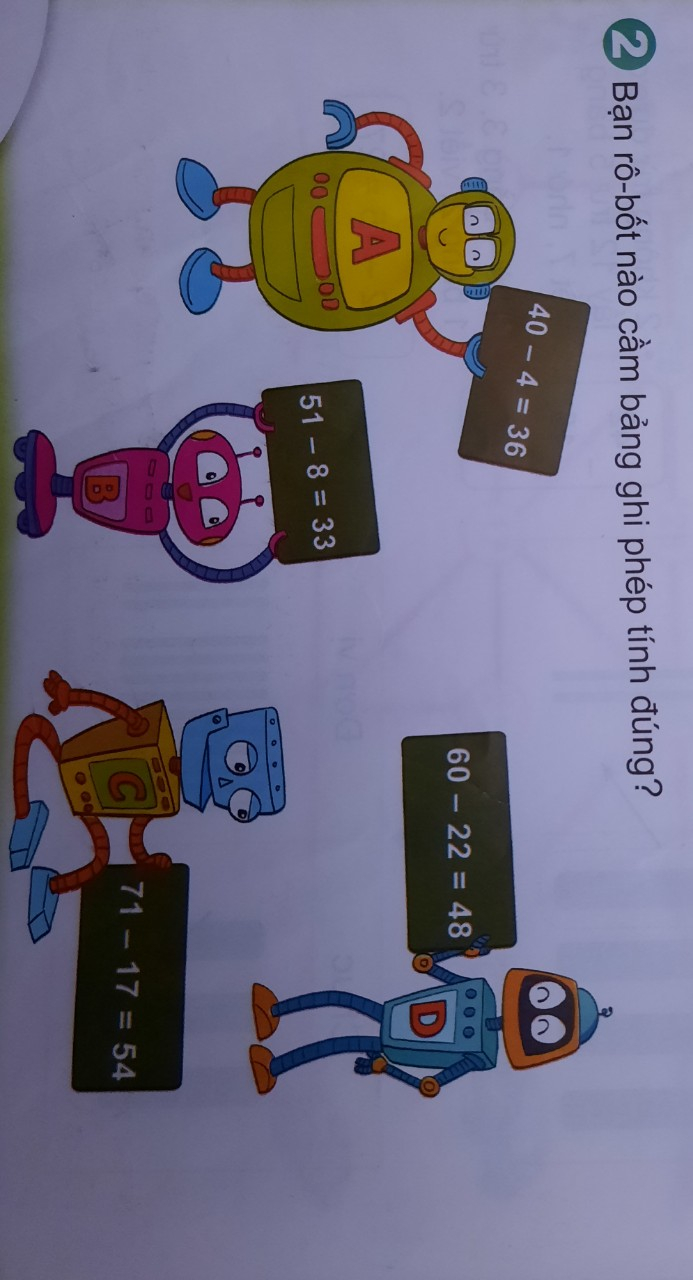 2 Bạn rô-bốt nào cầm bảng ghi phép tính đúng?
40 – 4 = 36
A
60 – 22 = 48
D
51 – 8 = 33
B
C
71 – 17 = 54